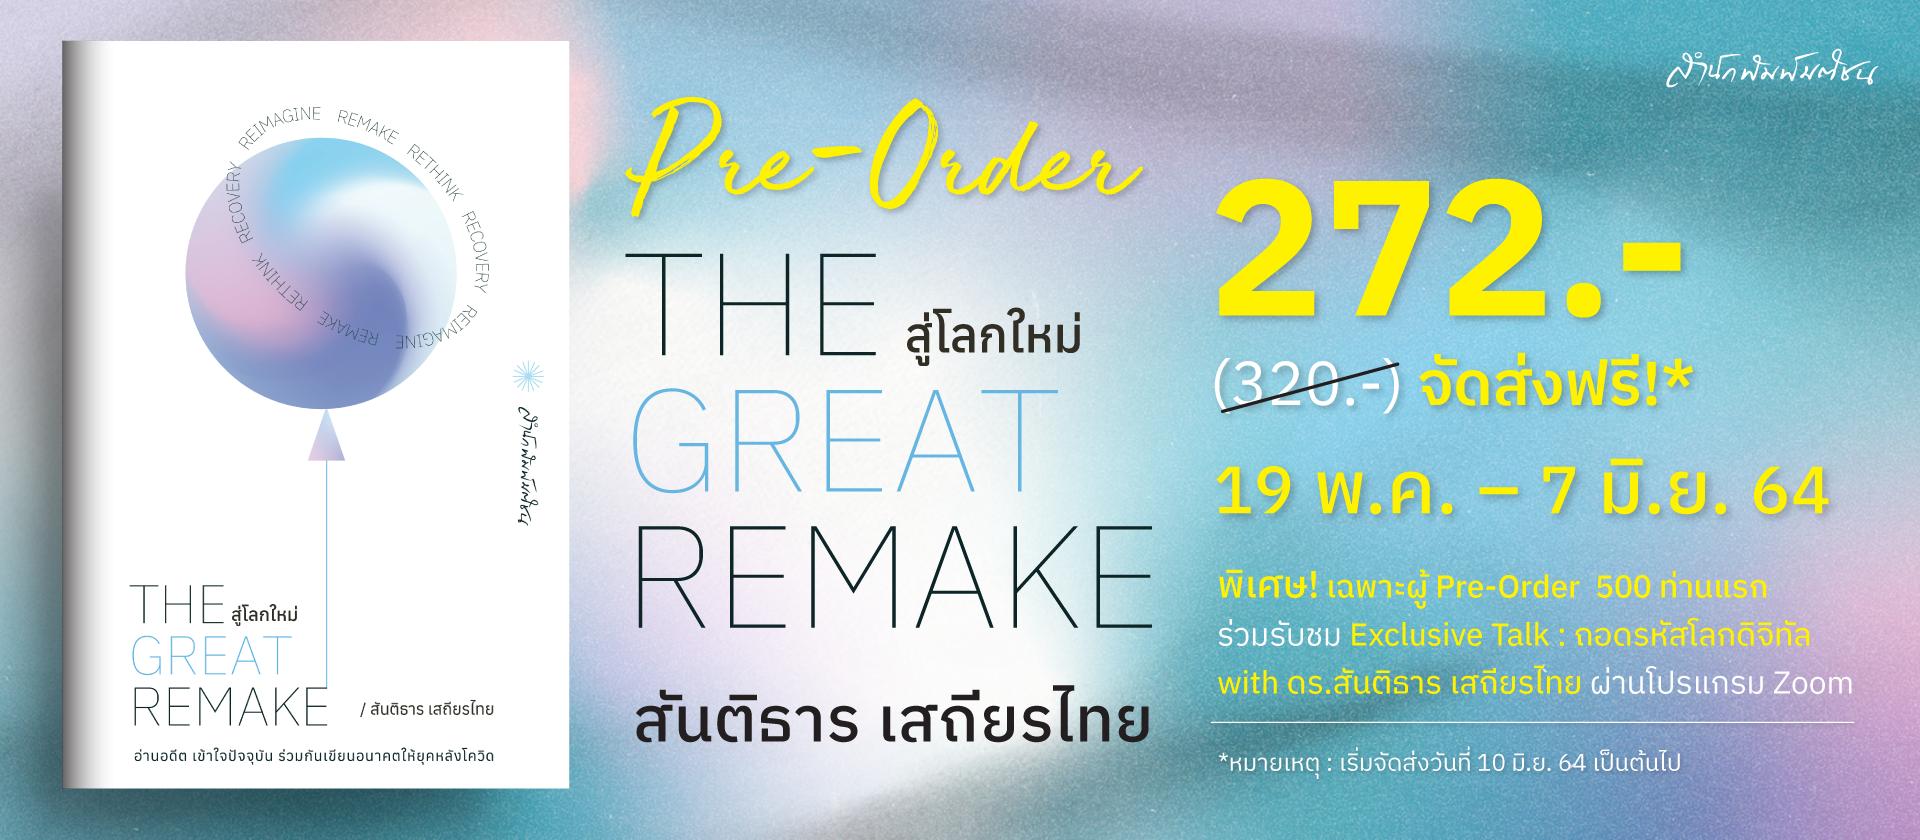 REIMAGINE REMAKE RETHINK RECOVERY
REIMAGINE REMAKE RETHINK RECOVERY
สำนักพิมพ์มติชน
THE สู่โลกใหม่
GREAT
REMAKE / สันติธาร เสถียรไทย
อ่านอดีต เข้าใจปัจจุบัน ร่วมกันเขียนอนาคตให้ยุคหลังโควิด
Pre-Order
THE สู่โลกใหม่
GREAT
REMAKE
สันติธาร เสถียรไทย
สำนักพิมพ์มติชน
272.-
(320.-) จัดส่งฟรี!*
19 พ.ค. – 7 มิ.ย. 64
พิเศษ! เฉพาะผู้ Pre-Order 500 ท่านแรก
ร่วมรับชม Exclusive Talk : ถอดรหัสโลกดิจิทัล
with ดร.สันติธาร เสถียรไทย ผ่านโปรแกรม Zoom
*หมายเหตุ : เริ่มจัดส่งวันที่ 10 มิ.ย. 64 เป็นต้นไป